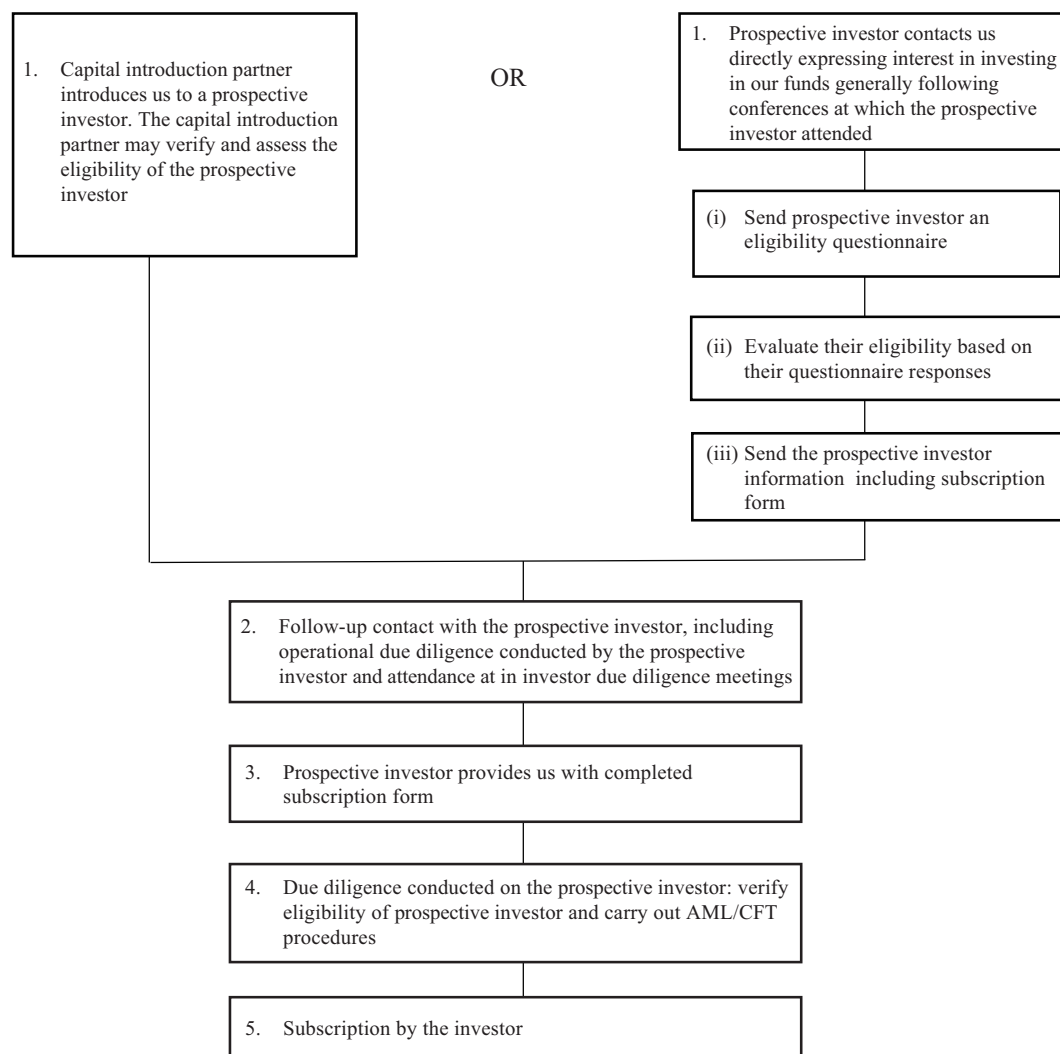 1. Capital introduction partner
introduces us to a prospective
investor. The capital introduction
partner may verify and assess the
eligibility of the prospective
investor
OR
1. Prospective investor contacts us
directly expressing interest in investing
in our funds generally following
conferences at which the prospective
investor attended
(i) Send prospective investor an
eligibility questionnaire
(ii) Evaluate their eligibility based on
their questionnaire responses
(iii) Send the prospective investor
information including subscription
form
2. Follow-up contact with the prospective investor, including
operational due diligence conducted by the prospective
investor and attendance at in investor due diligence meetings
3. Prospective investor provides us with completed
subscription form
4. Due diligence conducted on the prospective investor: verify
eligibility of prospective investor and carry out AML/CFT
procedures
5. Subscription by the investor